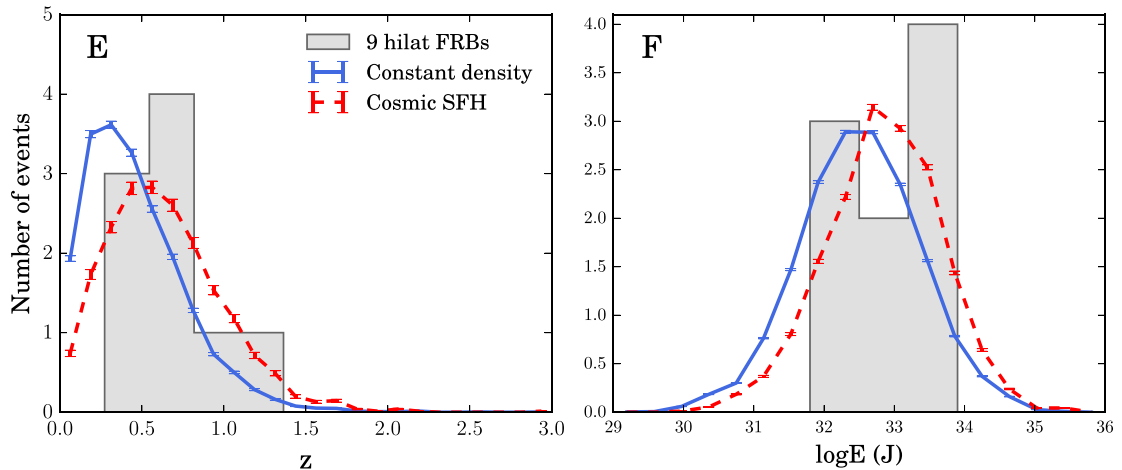 E
9 hilat FRBs
Constant density
Cosmic SFH
Number of events
5
4
3
2
1
0
0.0 0.5 1.0 1.5 2.0 2.5 3.0
z
F
4.0
3.5
3.0
2.5
2.0
1.5
1.0
0.5
0.0
29 30 31 32 33 34 35 36
logE (J)